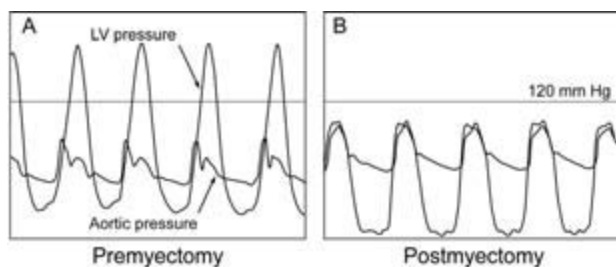 A
LV pressure
Aortic pressure
Premyectomy
B
120 mm Hg
Postmyectomy